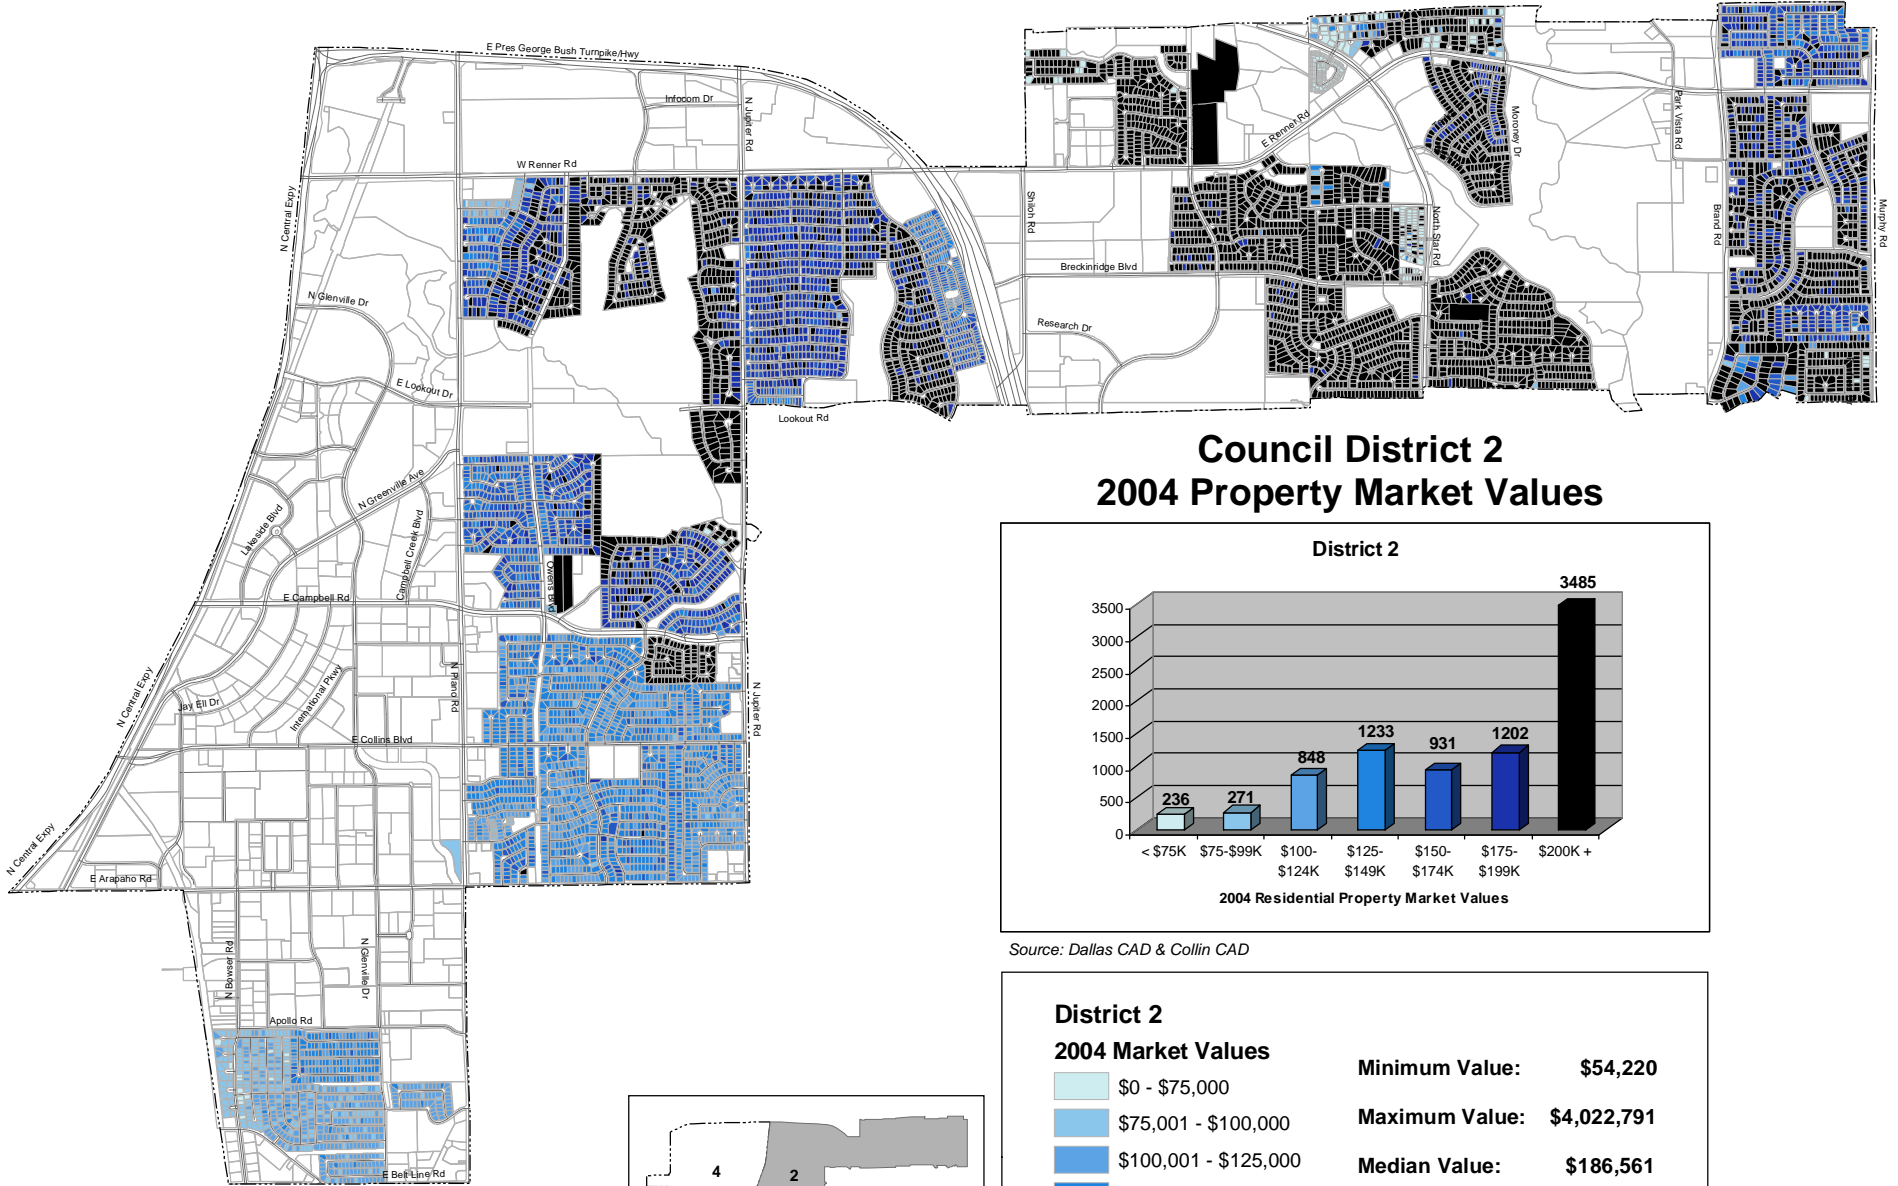 E Pres George Bush Turnpike/Hwy
Infocom Dr
N Jupiter Rd
W Renner Rd
N Central Expy
N Glenville Dr
E Lookout Dr
Lookout Rd
N Greenville Ave
Lakeside Blvd
Campbell Creek Blvd
Owens Blvd
E Campbell Rd
N Central Expy
International Pkwy
N Plano Rd
Jay Ell Dr
N Jupiter Rd
E Collins Blvd
N Central Expy
E Arapaho Rd
N Bowser Rd
N Glenville Dr
Apollo Rd
E Belt Line Rd
E Renner Rd
Moroney Dr
Park Vista Rd
Shiloh Rd
North Star Rd
Brand Rd
Murphy Rd
Breckinridge Blvd
Research Dr
Council District 2
2004 Property Market Values
District 2
3485
3500
3000
2500
2000
1500
1000
500
0
236
271
848
1233
931
1202
< $75K
$75-$99K
$100-
$124K
$125-
$149K
$150-
$174K
$175-
$199K
$200K +
2004 Residential Property Market Values
Source: Dallas CAD & Collin CAD
District 2
2004 Market Values
$0 - $75,000
$75,001 - $100,000
$100,001 - $125,000
Minimum Value: $54,220
Maximum Value: $4,022,791
Median Value: $186,561
4
2